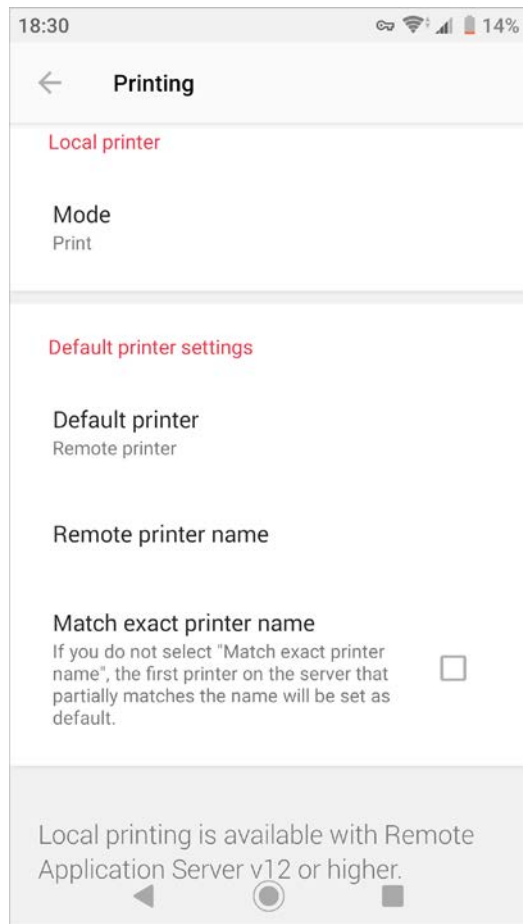 18:30 14%
Printing
Local printer
Mode
Print
Default printer settings
Default printer
Remote printer
Remote printer name
Match exact printer name
If you do not select "Match exact printer
name", the first printer on the server that
partially matches the name will be set as
default.
Local printing is available with Remote
Application Server v12 or higher.